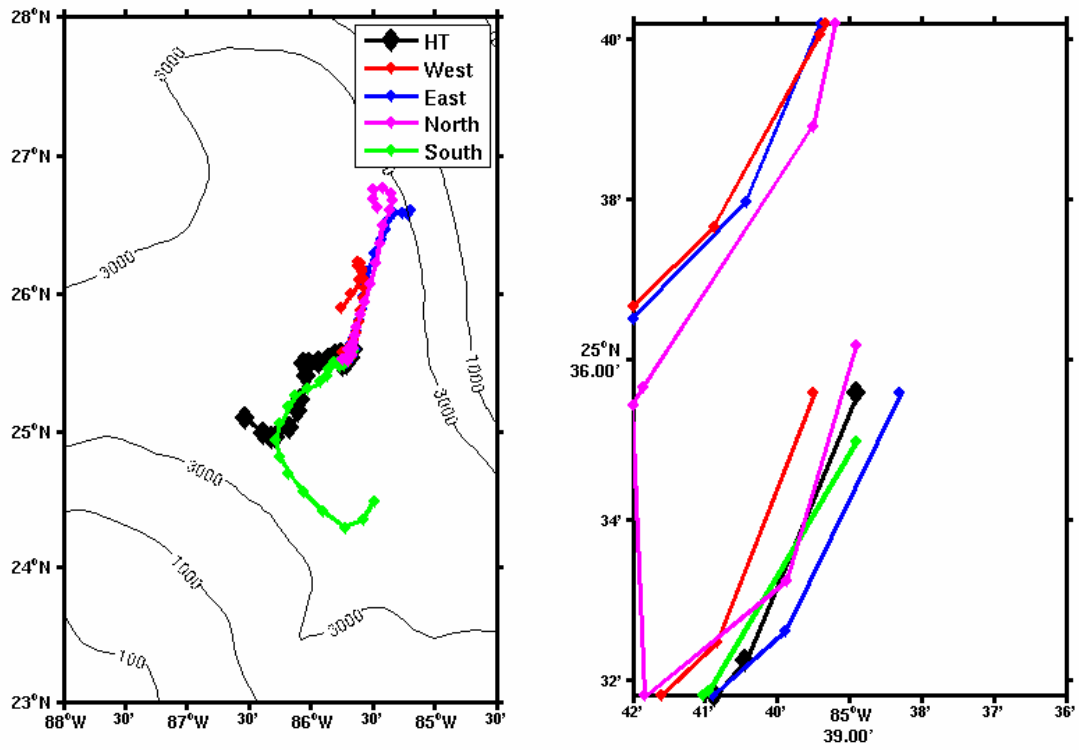 28°N
27°N
26°N
25°N
24°N
23°N
88°W
30'
87°W
30'
86°W
30'
85°W
30'
HT
West
East
North
South
3000
3000
3000
3000
3000
1000
1000
100
40'
38'
25°N
36.00'
34'
32'
42'
41'
40'
85°W
39.00'
38'
37'
36'